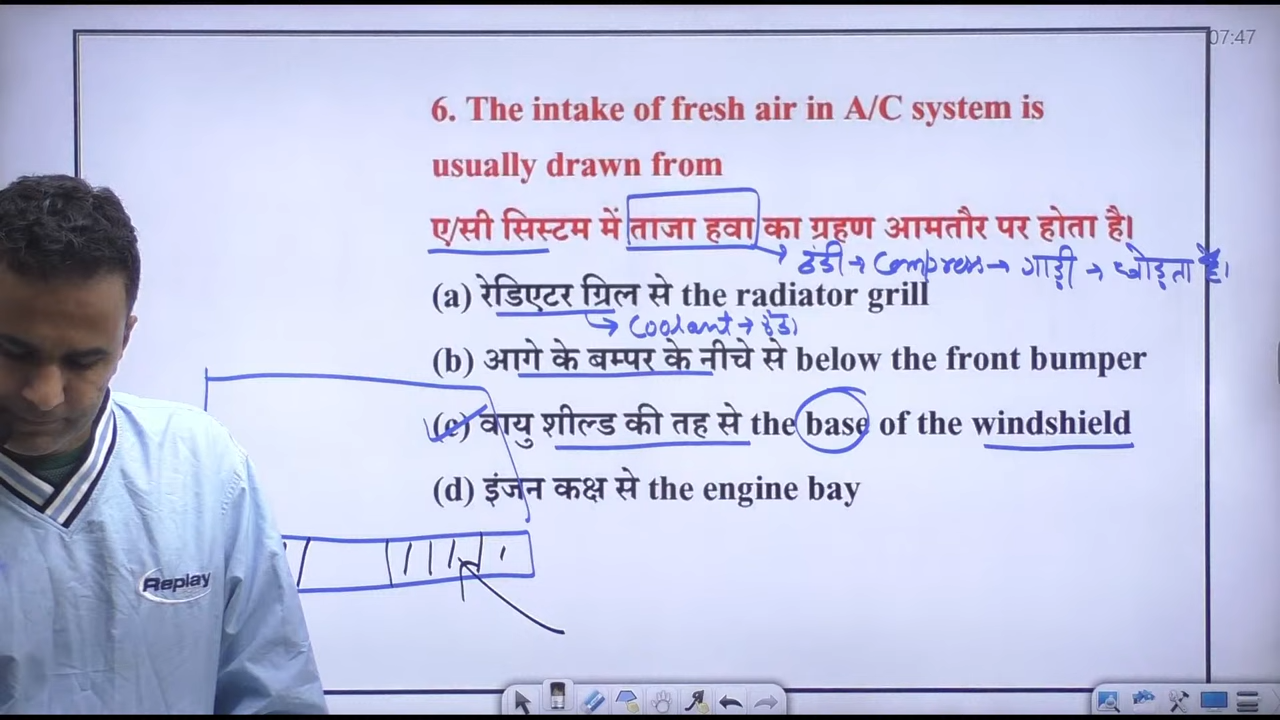 07:47
6. The intake of fresh air in A/C system is
usually drawn from
ए/सी सिस्टम में ताजा हवा का ग्रहण आमतौर पर होता है।
ठंडी → Compress → गाड़ी → छोड़ता है।
(a) रेडिएटर ग्रिल से the radiator grill
→ Coolant → ठंडा
(b) आगे के बम्पर के नीचे से below the front bumper
(c) वायु शील्ड की तह से the base of the windshield
(d) इंजन कक्ष से the engine bay
Replay